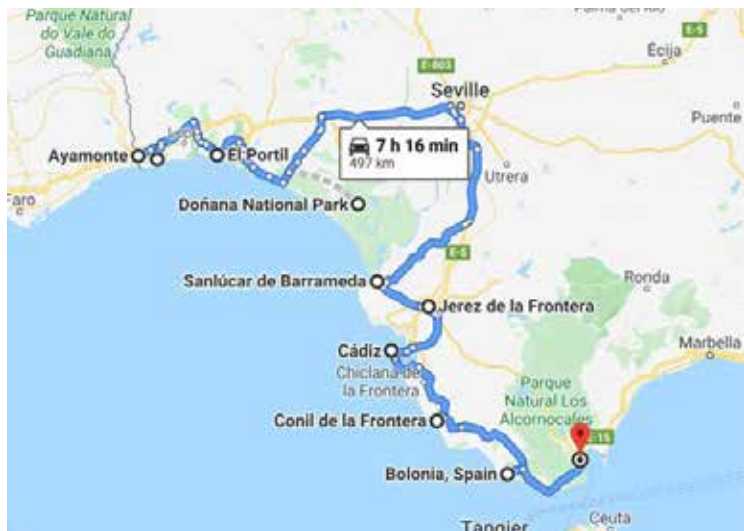 Parque Natural
do Vale do
Guadiana
E-5
Écija
E-803
Seville
Puente
7 h 16 min
497 km
Ayamonte
El Portil
Utrera
Faro
Doñana National Park
E-5
Sanlúcar de Barrameda
Ronda
Jerez de la Frontera
Marbella
Cádiz
Chiclana de
la Frontera
Parque
Natural Los
Alcornocales
Conil de la Frontera
E-15
Bolonia, Spain
Ceuta
Tangier